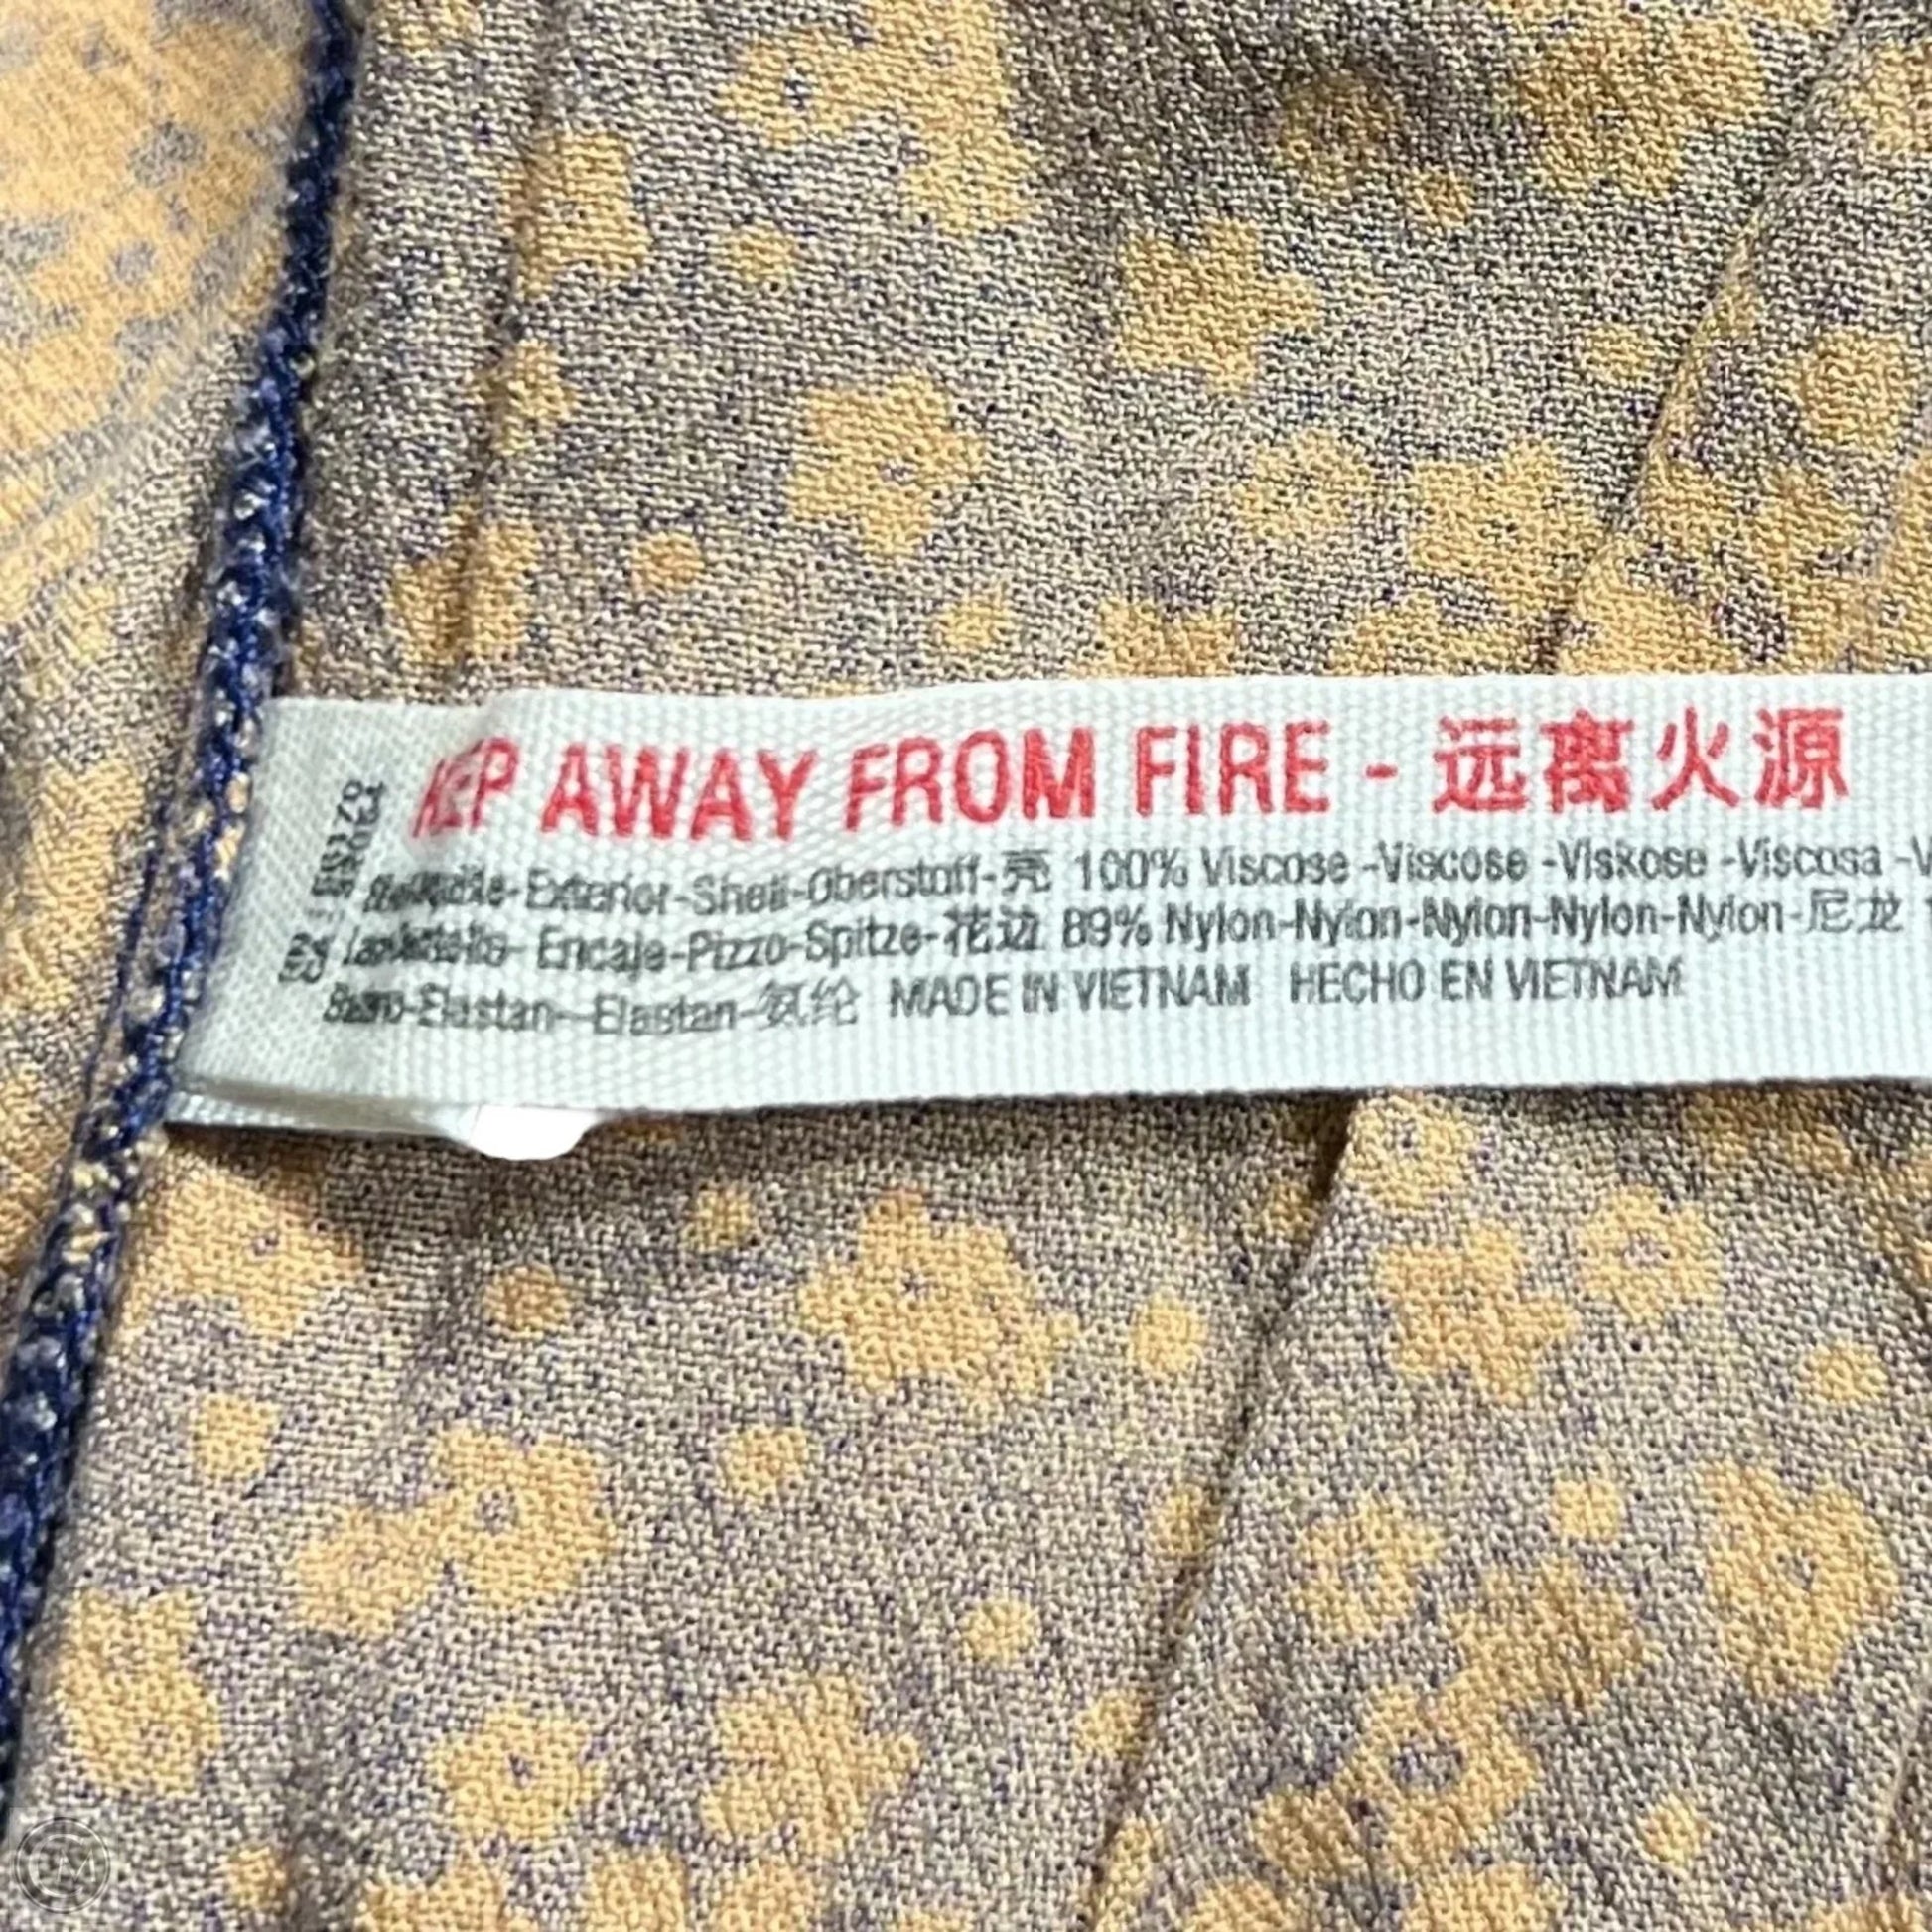 KEEP AWAY FROM FIRE - 远离火源
-Exterior-Shell-Oberstoff-壳 100% Viscose -Viscose -Viskose -Viscosa -V
Encaje-Pizzo-Spitze-花边 89% Nylon-Nylon-Nylon-Nylon-Nylon-尼龙
-Elastan--Elastan-氨纶 MADE IN VIETNAM HECHO EN VIETNAM